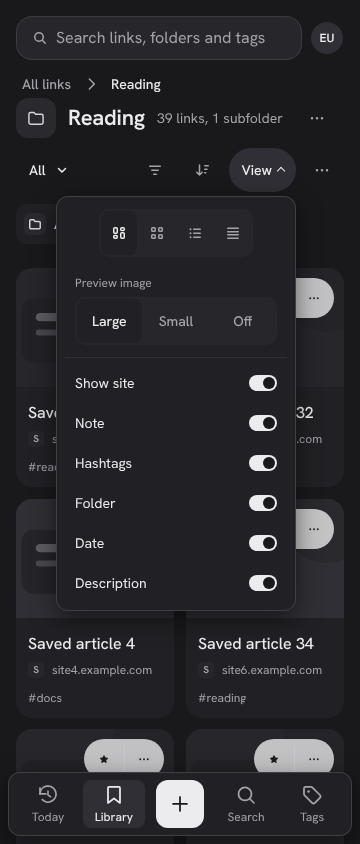 Search links, folders and tags
EU
All links
Reading
Reading
39 links, 1 subfolder
All
View
Preview image
Large
Small
Off
Show site
Note
Hashtags
Folder
Date
Description
32
S
.com
Saved article 4
S
site4.example.com
#docs
Saved article 34
S
site6.example.com
#reading
Today
Library
Search
Tags